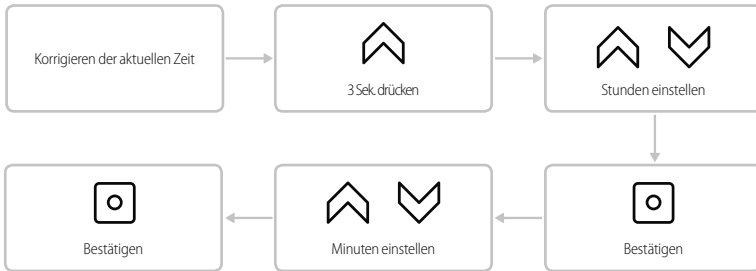 Korrigieren der aktuellen Zeit
3 Sek. drücken
Stunden einstellen
Bestätigen
Minuten einstellen
Bestätigen